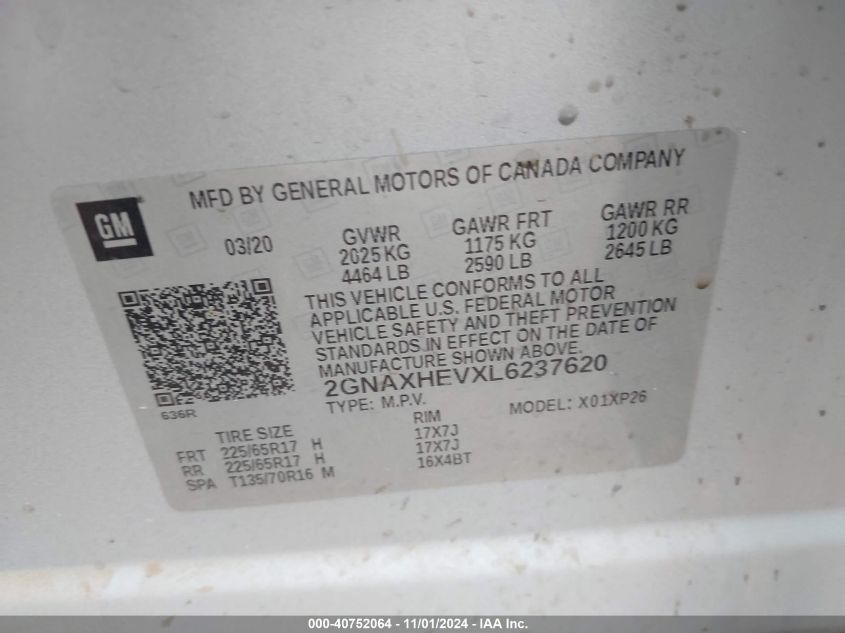 GM
MFD BY GENERAL MOTORS OF CANADA COMPANY
03/20
GVWR
2025 KG
4464 LB
GAWR FRT
1175 KG
2590 LB
GAWR RR
1200 KG
2645 LB
THIS VEHICLE CONFORMS TO ALL
APPLICABLE U.S. FEDERAL MOTOR
VEHICLE SAFETY AND THEFT PREVENTION
STANDARDS IN EFFECT ON THE DATE OF
MANUFACTURE SHOWN ABOVE.
2GNAXHEVXL6237620
TYPE: M.P.V.
MODEL: X01XP26
636R
TIRE SIZE
RIM
FRT 225/65R17 H 17X7J
RR 225/65R17 H 17X7J
SPA T135/70R16 M 16X4BT
000-40752064 - 11/01/2024 - IAA Inc.